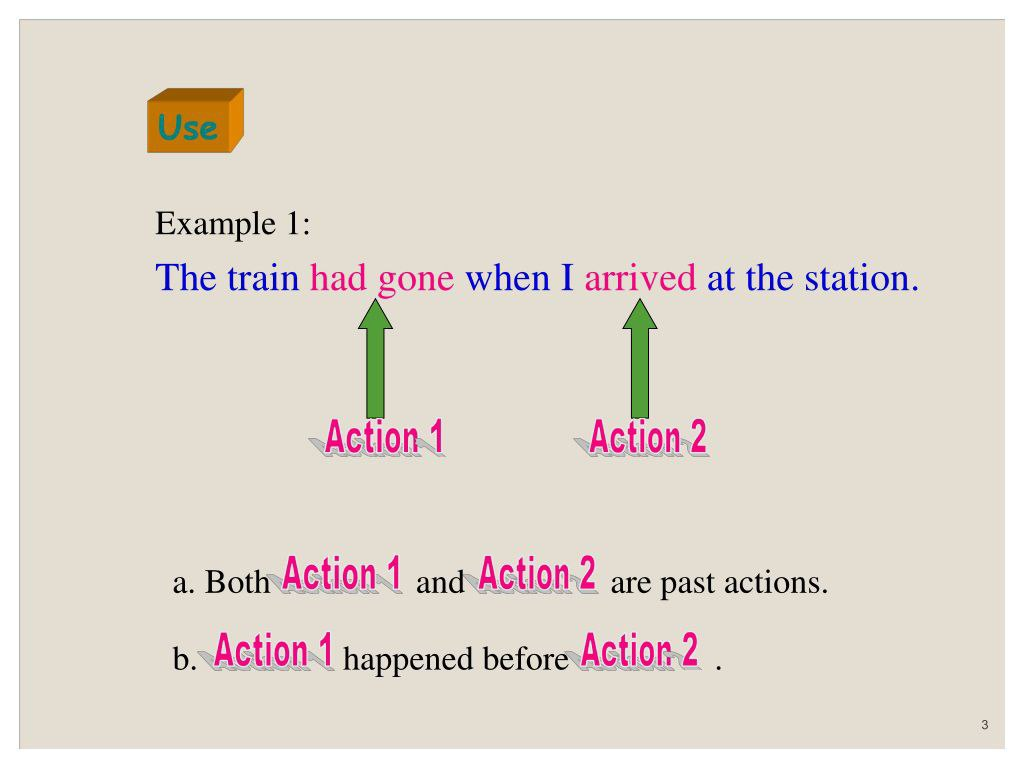 Use
Example 1:
The train had gone when I arrived at the station.
Action 1 Action 2
a. Both Action 1 and Action 2 are past actions.
b. Action 1 happened before Action 2 .
3